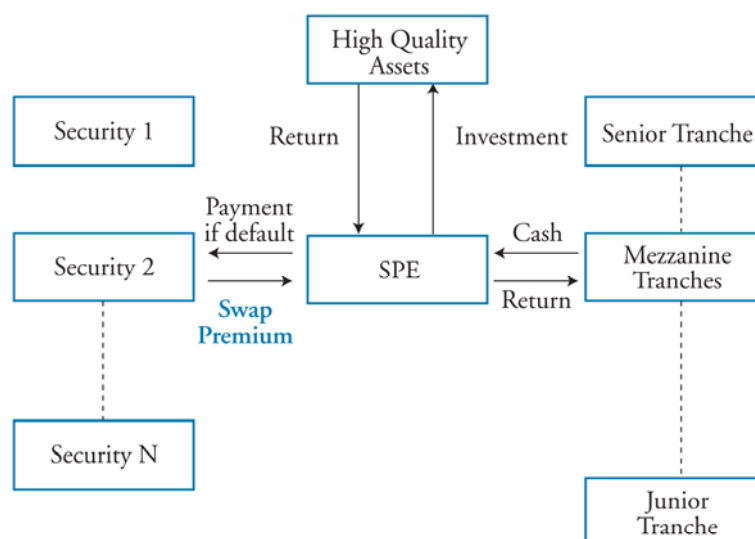 High Quality
Assets
Security 1
Return
Investment
Senior Tranche
Payment
if default
Cash
Security 2
SPE
Mezzanine
Tranches
Swap
Premium
Return
Security N
Junior
Tranche